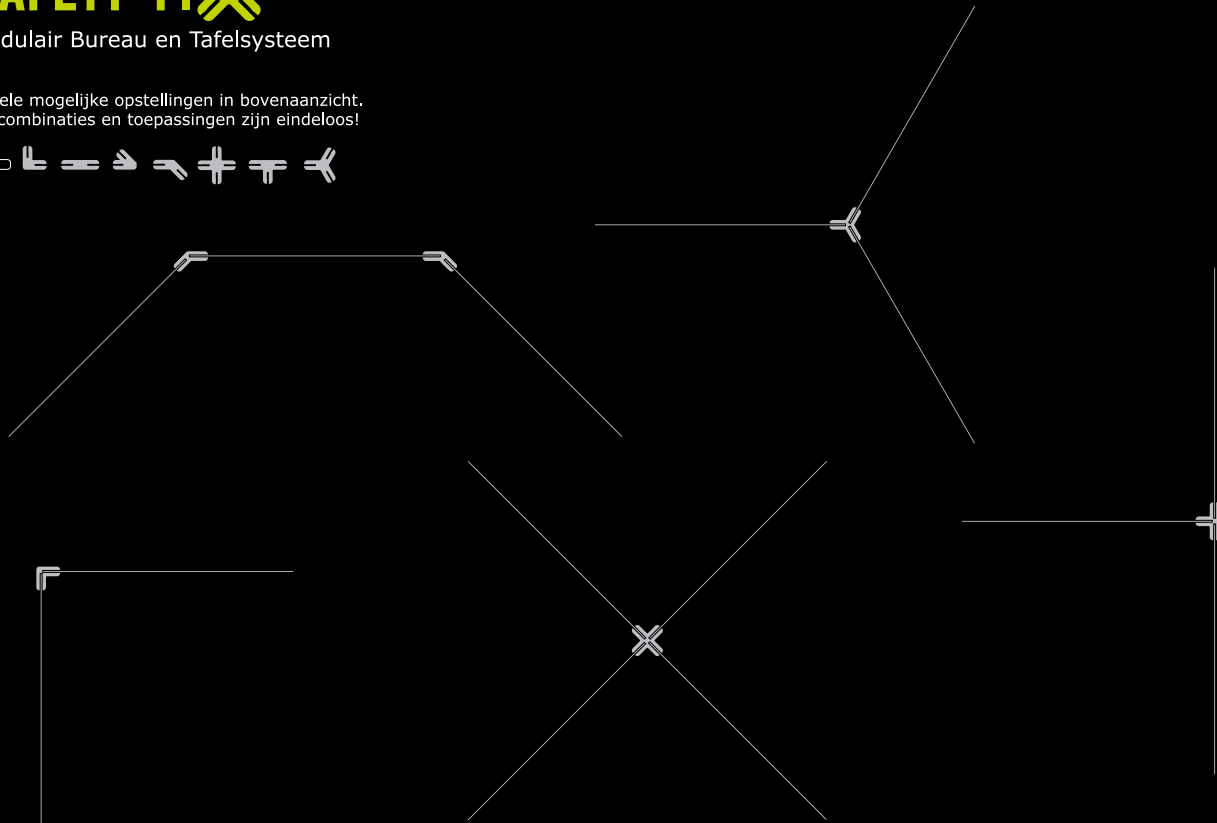 dulair Bureau en Tafelsysteem
ele mogelijke opstellingen in bovenaanzicht.
combinaties en toepassingen zijn eindeloos!